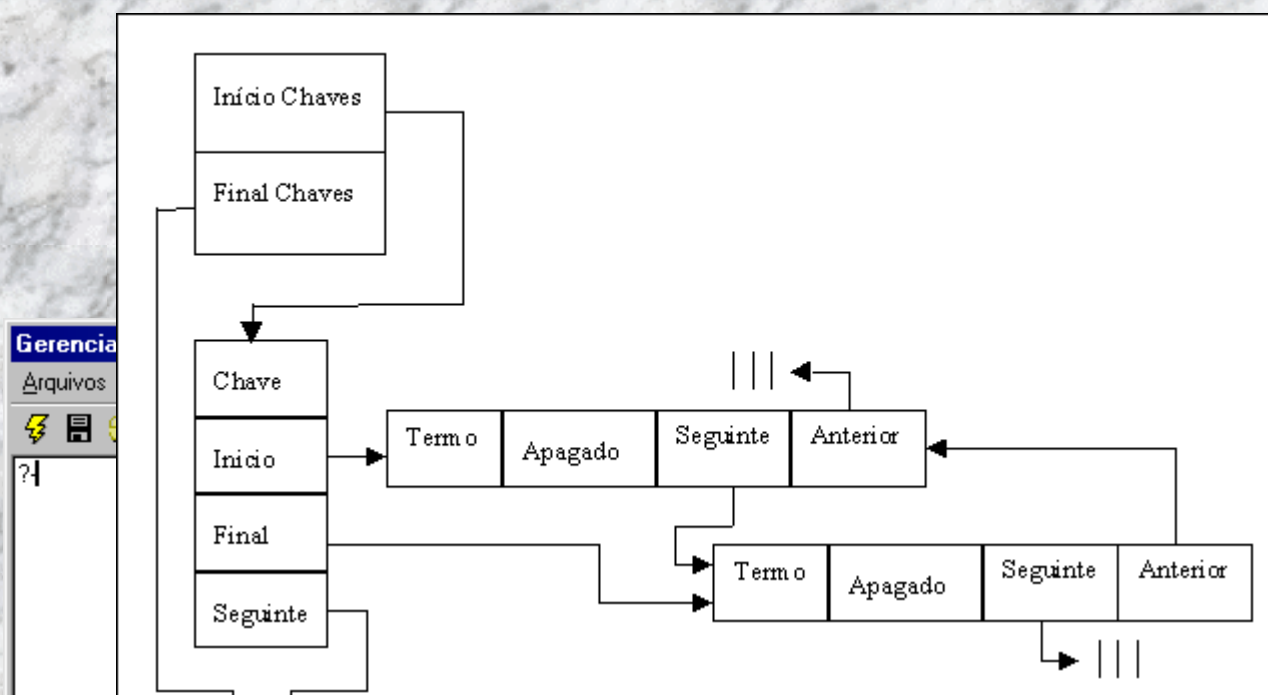 Início Chaves
Final Chaves
Gerencia
Arquivos
?-
Chave
Inicio
Final
Seguinte
Termo Apagado Seguinte Anterior
Termo Apagado Seguinte Anterior